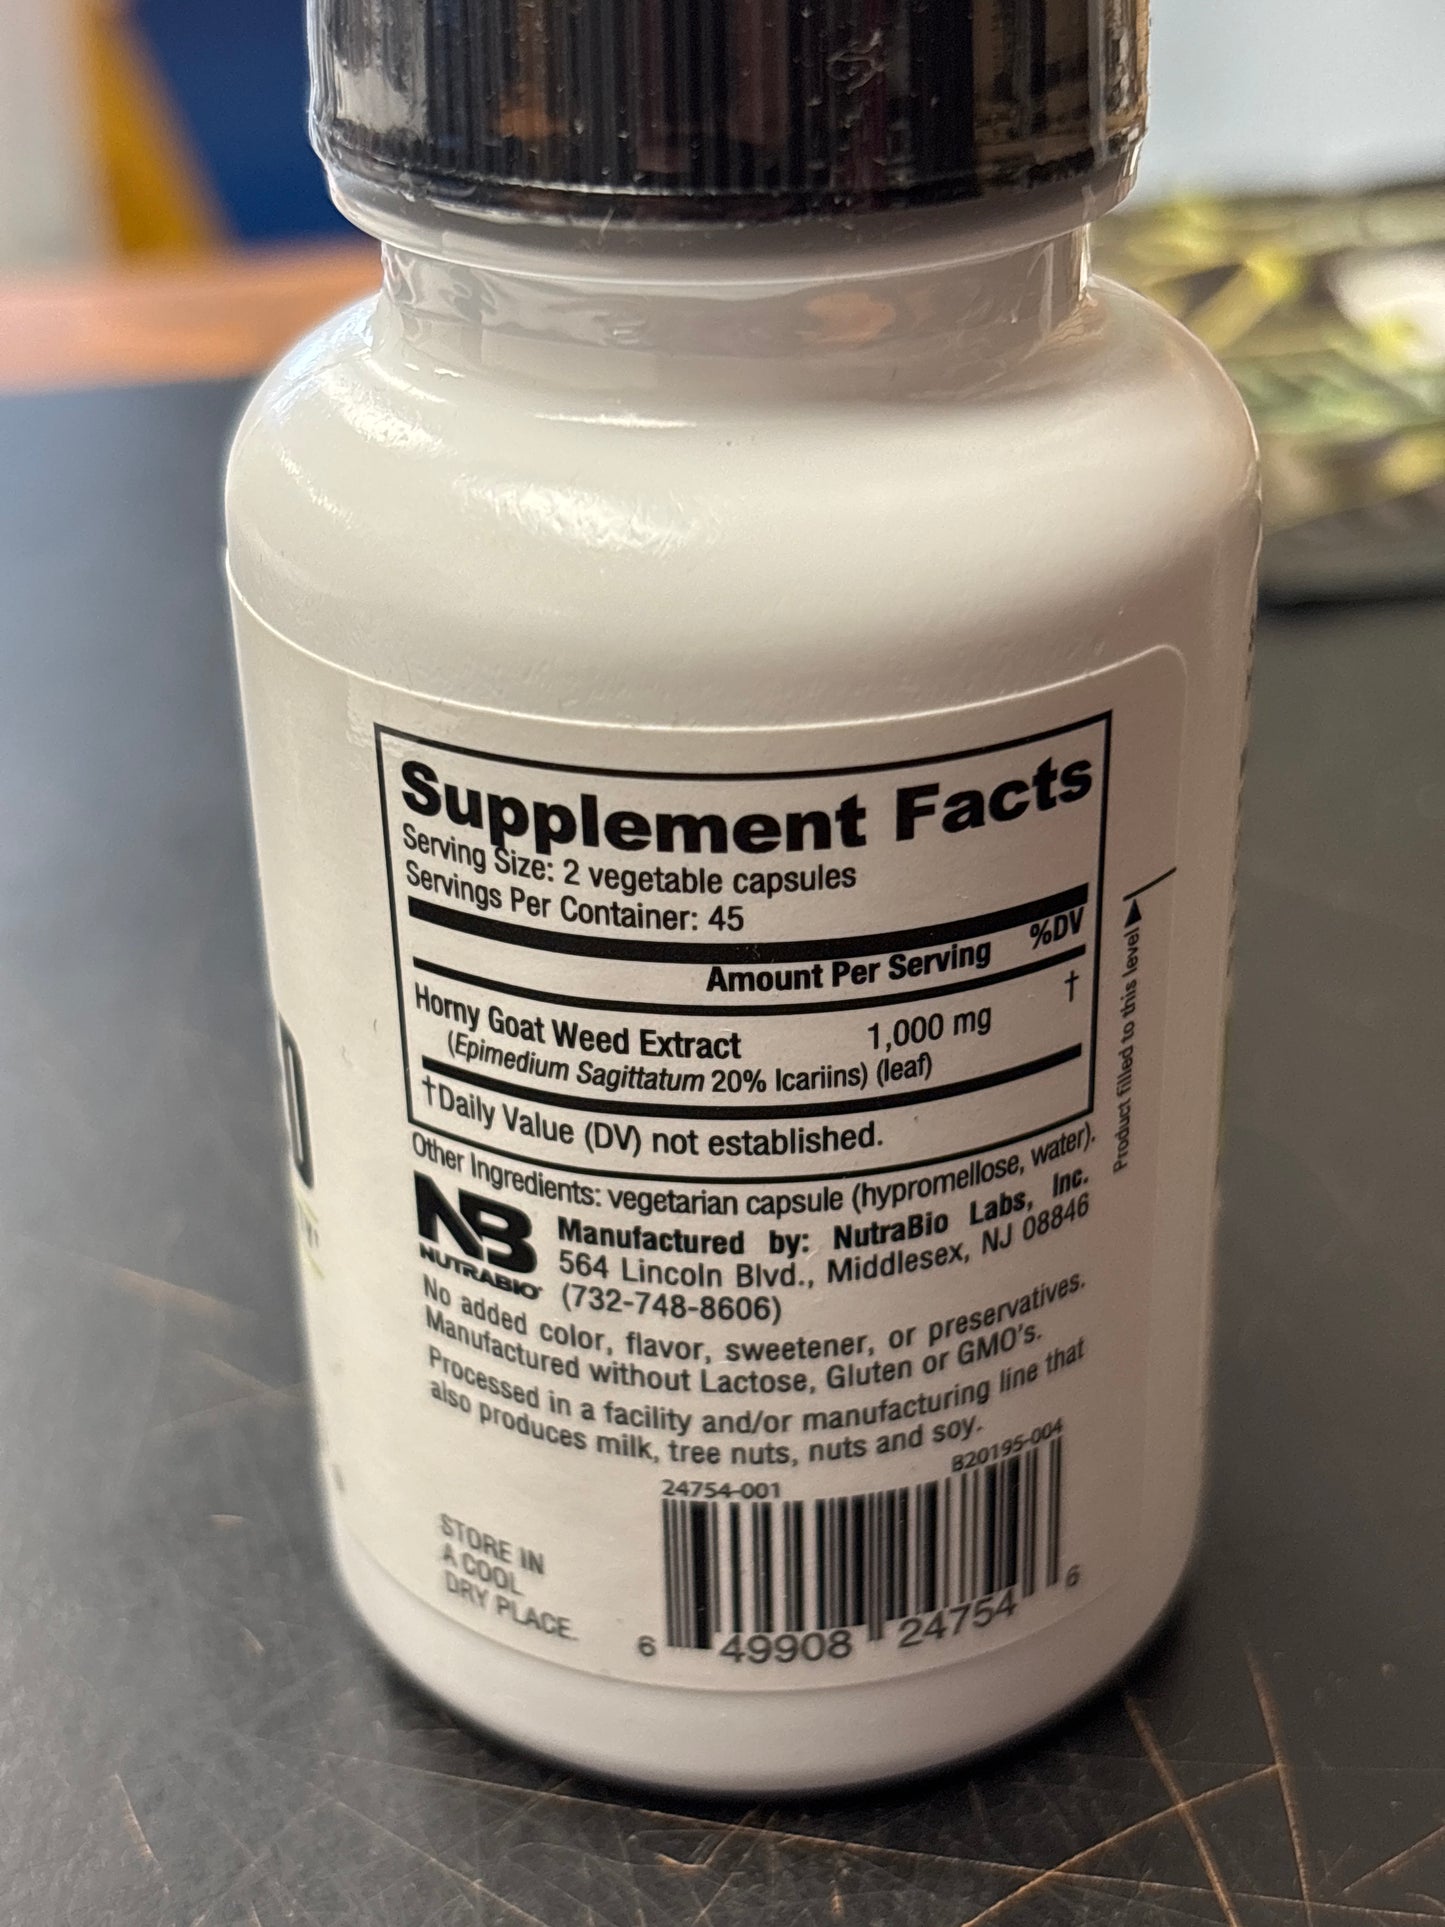 Supplement Facts
Serving Size: 2 vegetable capsules
Servings Per Container: 45
Amount Per Serving %DV
Horny Goat Weed Extract 1,000 mg †
(Epimedium Sagittatum 20% Icariins) (leaf)
†Daily Value (DV) not established.
Other Ingredients: vegetarian capsule (hypromellose, water).
NB
NUTRABIO
Manufactured by: NutraBio Labs, Inc.
564 Lincoln Blvd., Middlesex, NJ 08846
(732-748-8606)
No added color, flavor, sweetener, or preservatives.
Manufactured without Lactose, Gluten or GMO's.
Processed in a facility and/or manufacturing line that
also produces milk, tree nuts, nuts and soy.
24754-001
B20195-004
STORE IN
A COOL
DRY PLACE.
6 49908 24754 6
Product filled to this level